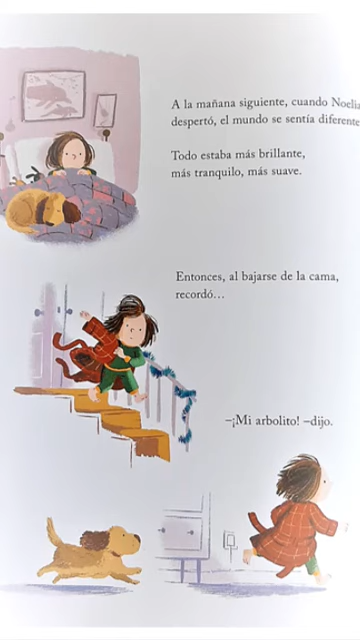 A la mañana siguiente, cuando Noelia
despertó, el mundo se sentía diferente
Todo estaba más brillante,
más tranquilo, más suave.
Entonces, al bajarse de la cama,
recordó...
–¡Mi arbolito! –dijo.